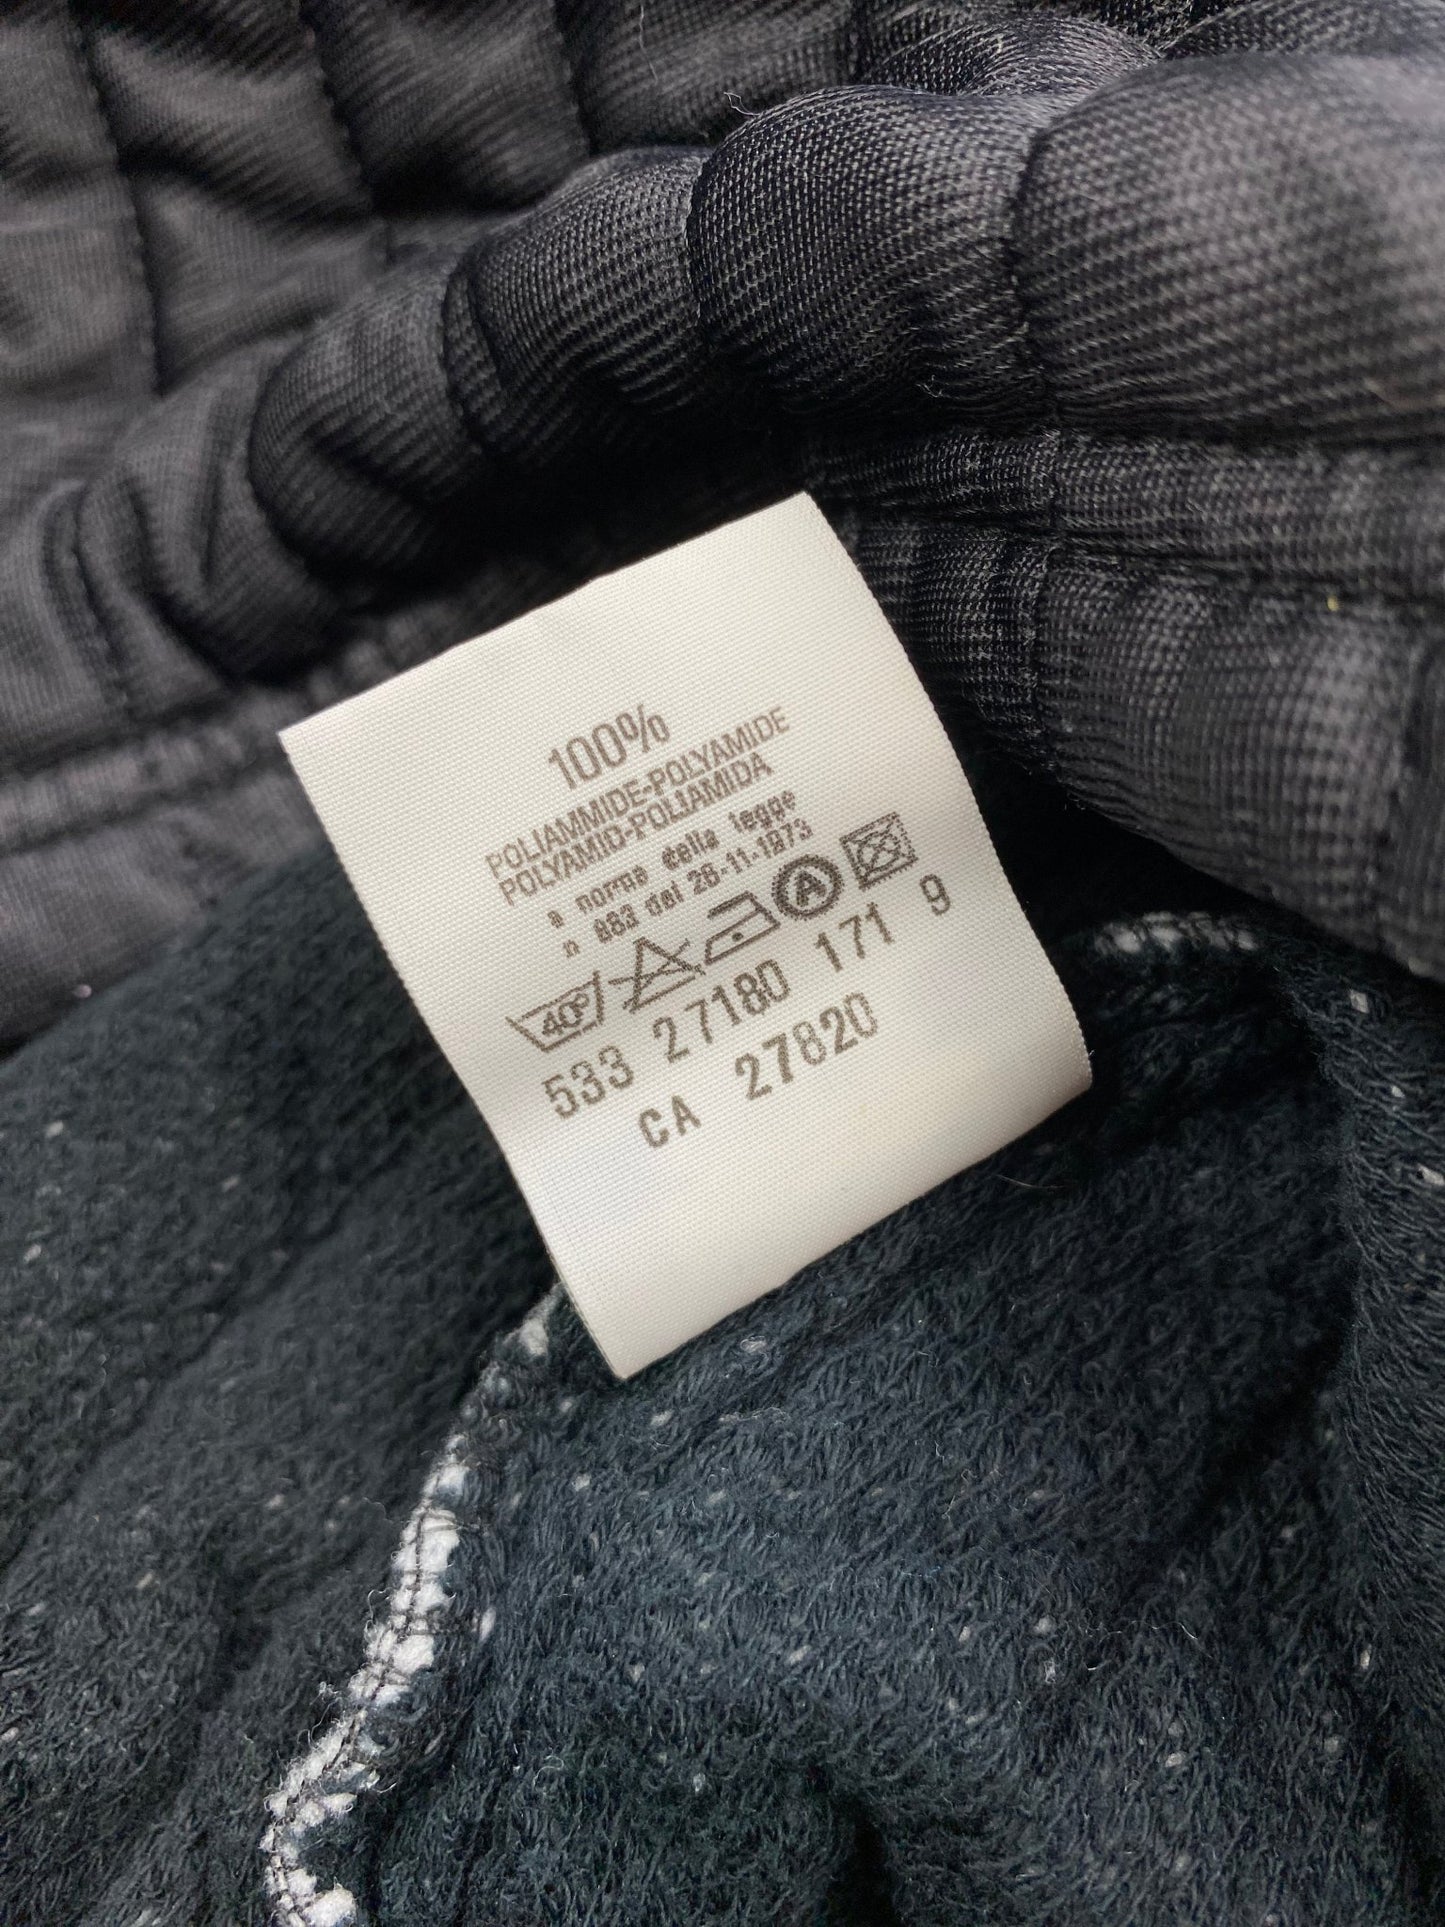 100%
POLIAMMIDE-POLYAMIDE
POLYAMID-POLIAMIDA
a norma della legge
n 883 del 26-11-1973
40° A
533 27180 171 9
CA 27820